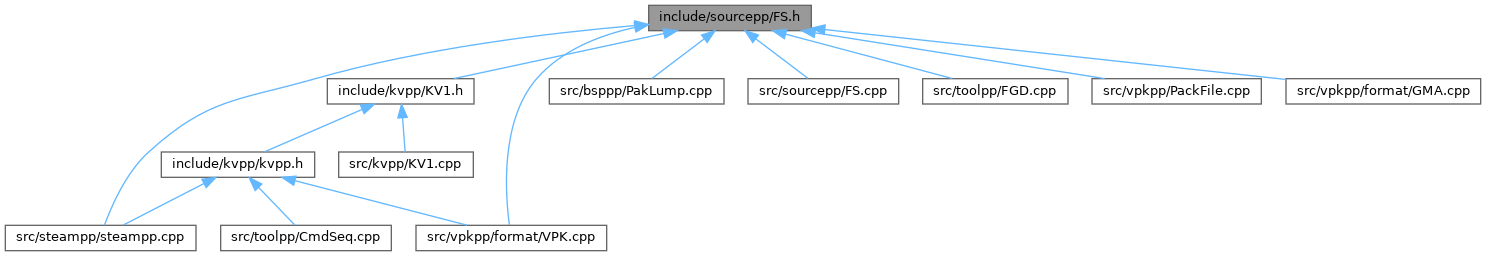 include/sourcepp/FS.h
include/kvpp/KV1.h
src/bsppp/PakLump.cpp
src/sourcepp/FS.cpp
src/toolpp/FGD.cpp
src/vpkpp/PackFile.cpp
src/vpkpp/format/GMA.cpp
include/kvpp/kvpp.h
src/kvpp/KV1.cpp
src/steampp/steampp.cpp
src/toolpp/CmdSeq.cpp
src/vpkpp/format/VPK.cpp